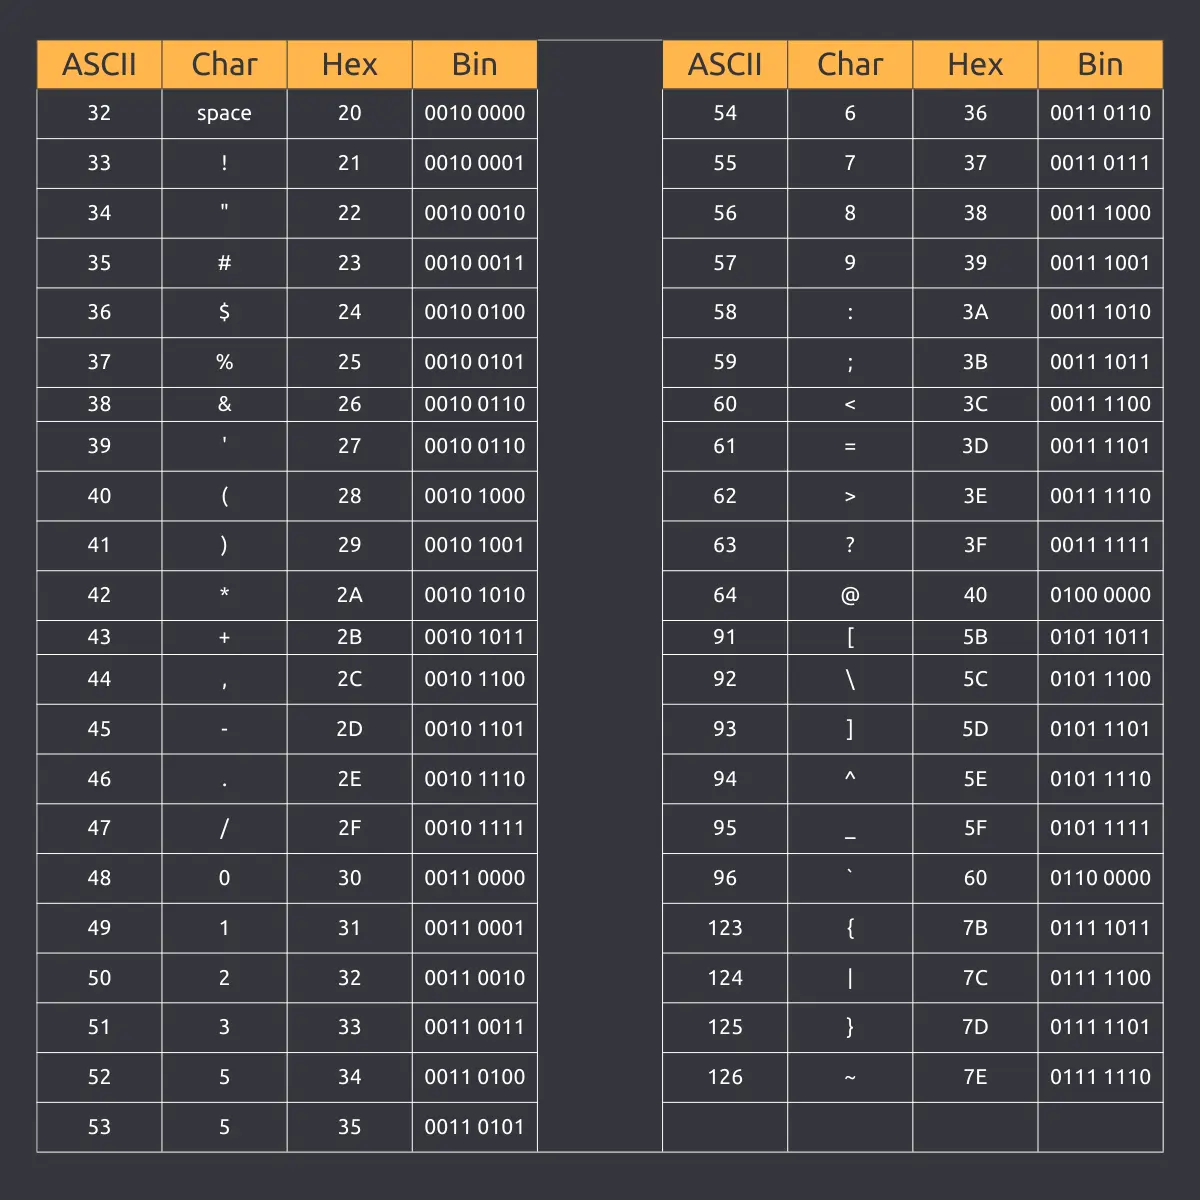 ASCII Char Hex Bin ASCII Char Hex Bin
32 space 20 0010 0000 54 6 36 0011 0110
33 ! 21 0010 0001 55 7 37 0011 0111
34 " 22 0010 0010 56 8 38 0011 1000
35 # 23 0010 0011 57 9 39 0011 1001
36 $ 24 0010 0100 58 : 3A 0011 1010
37 % 25 0010 0101 59 ; 3B 0011 1011
38 & 26 0010 0110 60 < 3C 0011 1100
39 ' 27 0010 0110 61 = 3D 0011 1101
40 ( 28 0010 1000 62 > 3E 0011 1110
41 ) 29 0010 1001 63 ? 3F 0011 1111
42 * 2A 0010 1010 64 @ 40 0100 0000
43 + 2B 0010 1011 91 [ 5B 0101 1011
44 , 2C 0010 1100 92 \ 5C 0101 1100
45 - 2D 0010 1101 93 ] 5D 0101 1101
46 . 2E 0010 1110 94 ^ 5E 0101 1110
47 / 2F 0010 1111 95 _ 5F 0101 1111
48 0 30 0011 0000 96 ` 60 0110 0000
49 1 31 0011 0001 123 { 7B 0111 1011
50 2 32 0011 0010 124 | 7C 0111 1100
51 3 33 0011 0011 125 } 7D 0111 1101
52 5 34 0011 0100 126 ~ 7E 0111 1110
53 5 35 0011 0101